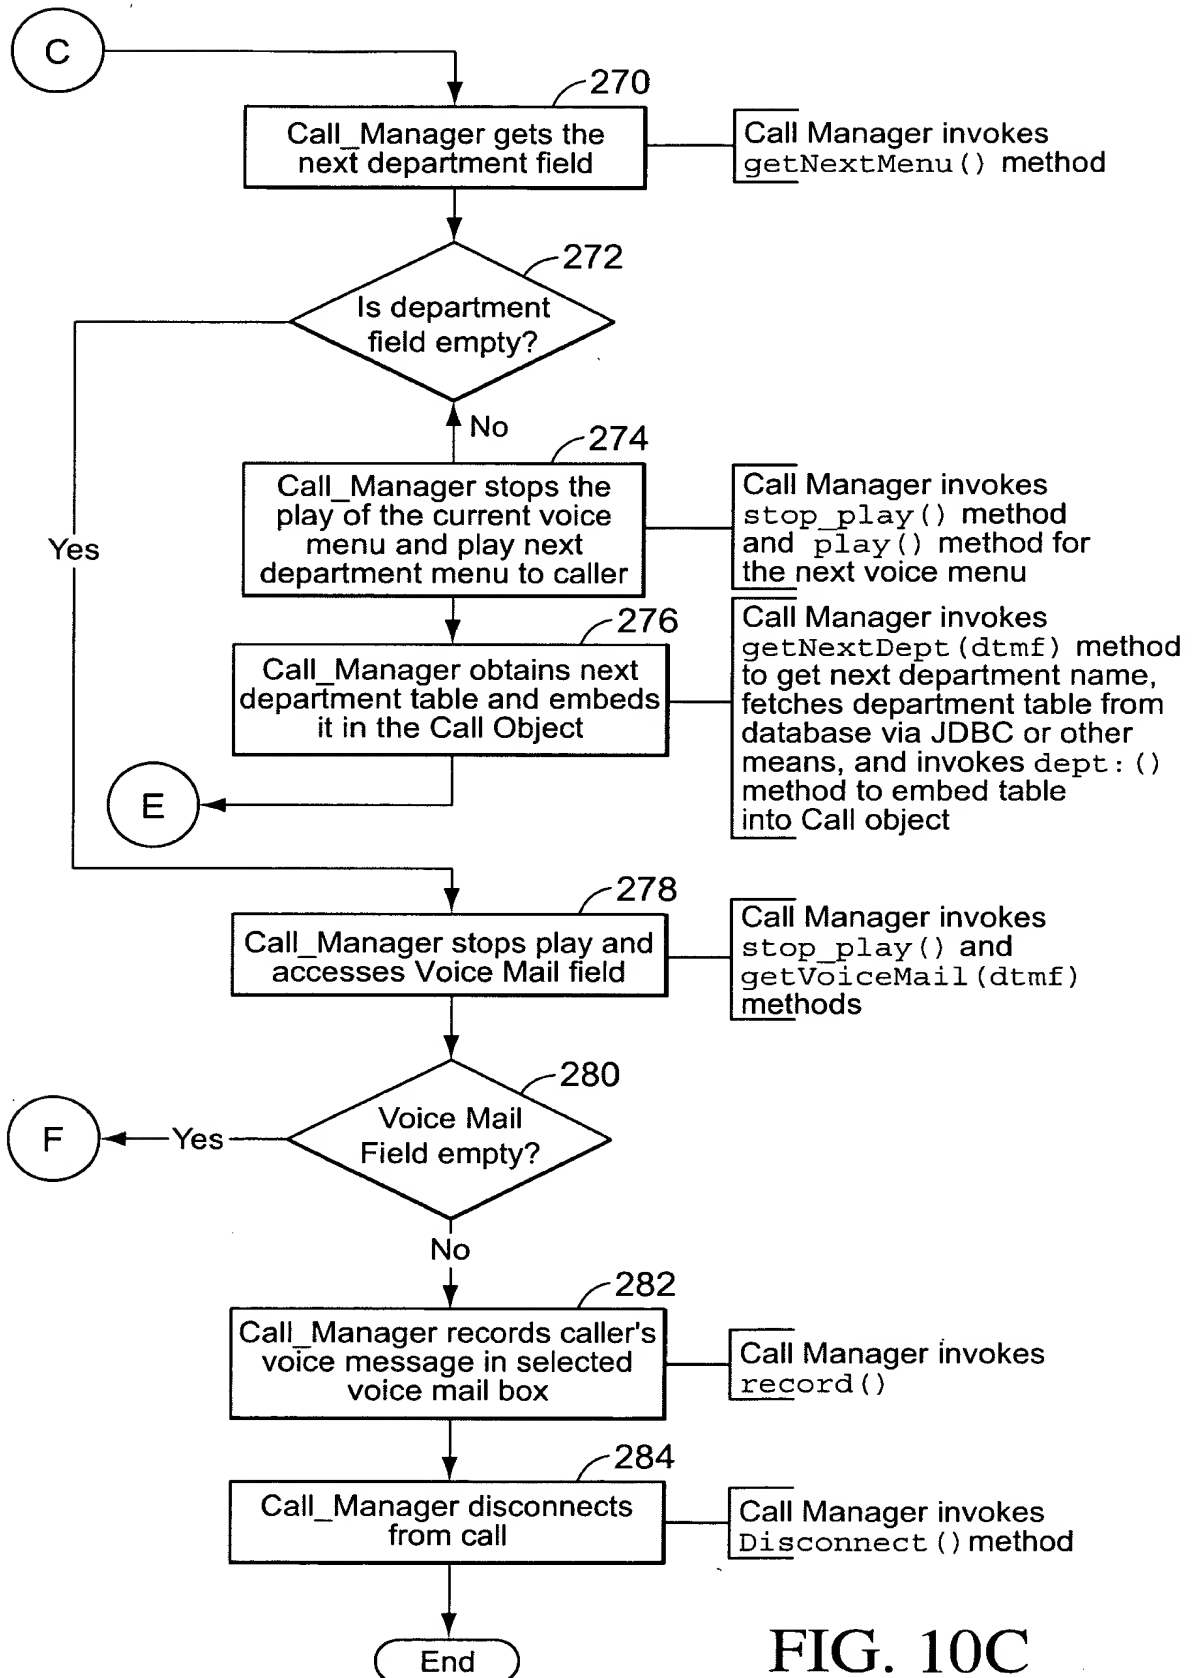 C
270
Call_Manager gets the
next department field
Call Manager invokes
getNextMenu() method
272
Is department
field empty?
No
274
Call_Manager stops the
play of the current voice
menu and play next
department menu to caller
Call Manager invokes
stop_play() method
and play() method for
the next voice menu
Yes
276
Call_Manager obtains next
department table and embeds
it in the Call Object
Call Manager invokes
getNextDept(dtmf) method
to get next department name,
fetches department table from
database via JDBC or other
means, and invokes dept:()
method to embed table
into Call object
E
278
Call_Manager stops play and
accesses Voice Mail field
Call Manager invokes
stop_play() and
getVoiceMail(dtmf)
methods
280
Voice Mail
Field empty?
Yes
F
No
282
Call_Manager records caller's
voice message in selected
voice mail box
Call Manager invokes
record()
284
Call_Manager disconnects
from call
Call Manager invokes
Disconnect() method
End
FIG. 10C